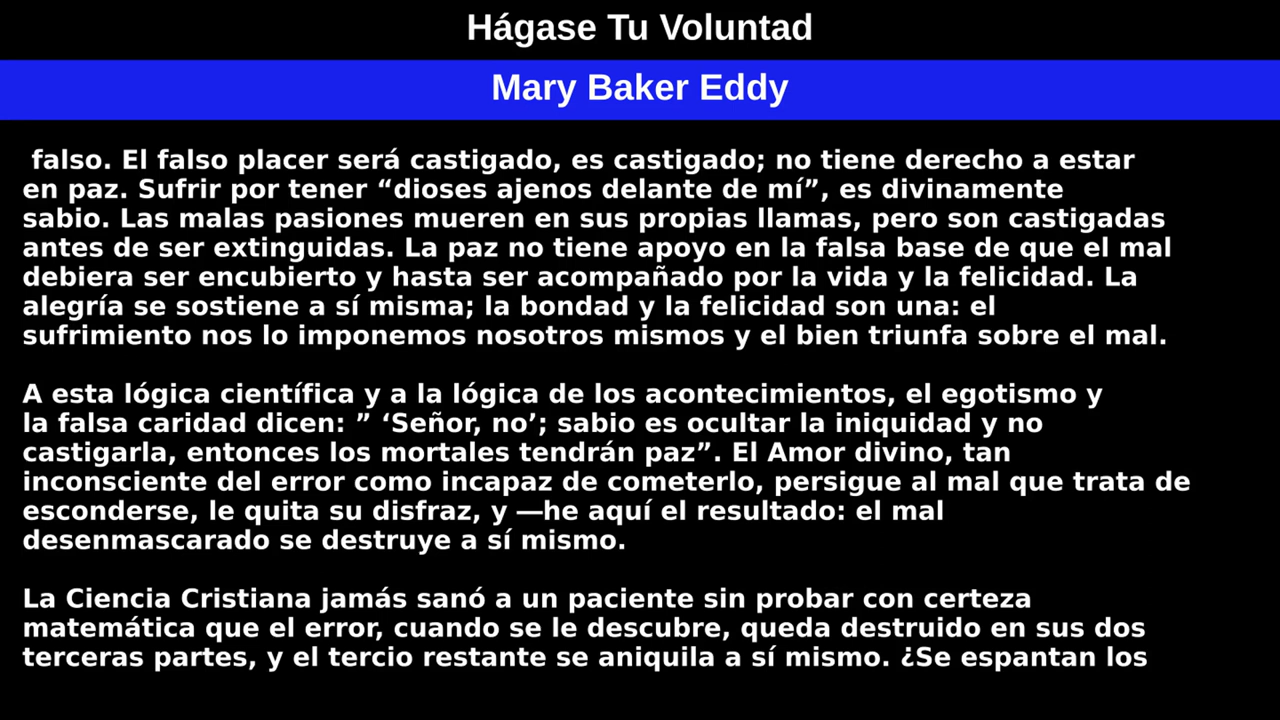 Hágase Tu Voluntad
Mary Baker Eddy
falso. El falso placer será castigado, es castigado; no tiene derecho a estar
en paz. Sufrir por tener “dioses ajenos delante de mí”, es divinamente
sabio. Las malas pasiones mueren en sus propias llamas, pero son castigadas
antes de ser extinguidas. La paz no tiene apoyo en la falsa base de que el mal
debiera ser encubierto y hasta ser acompañado por la vida y la felicidad. La
alegría se sostiene a sí misma; la bondad y la felicidad son una: el
sufrimiento nos lo imponemos nosotros mismos y el bien triunfa sobre el mal.
A esta lógica científica y a la lógica de los acontecimientos, el egotismo y
la falsa caridad dicen: ” ‘Señor, no’; sabio es ocultar la iniquidad y no
castigarla, entonces los mortales tendrán paz”. El Amor divino, tan
inconsciente del error como incapaz de cometerlo, persigue al mal que trata de
esconderse, le quita su disfraz, y —he aquí el resultado: el mal
desenmascarado se destruye a sí mismo.
La Ciencia Cristiana jamás sanó a un paciente sin probar con certeza
matemática que el error, cuando se le descubre, queda destruido en sus dos
terceras partes, y el tercio restante se aniquila a sí mismo. ¿Se espantan los